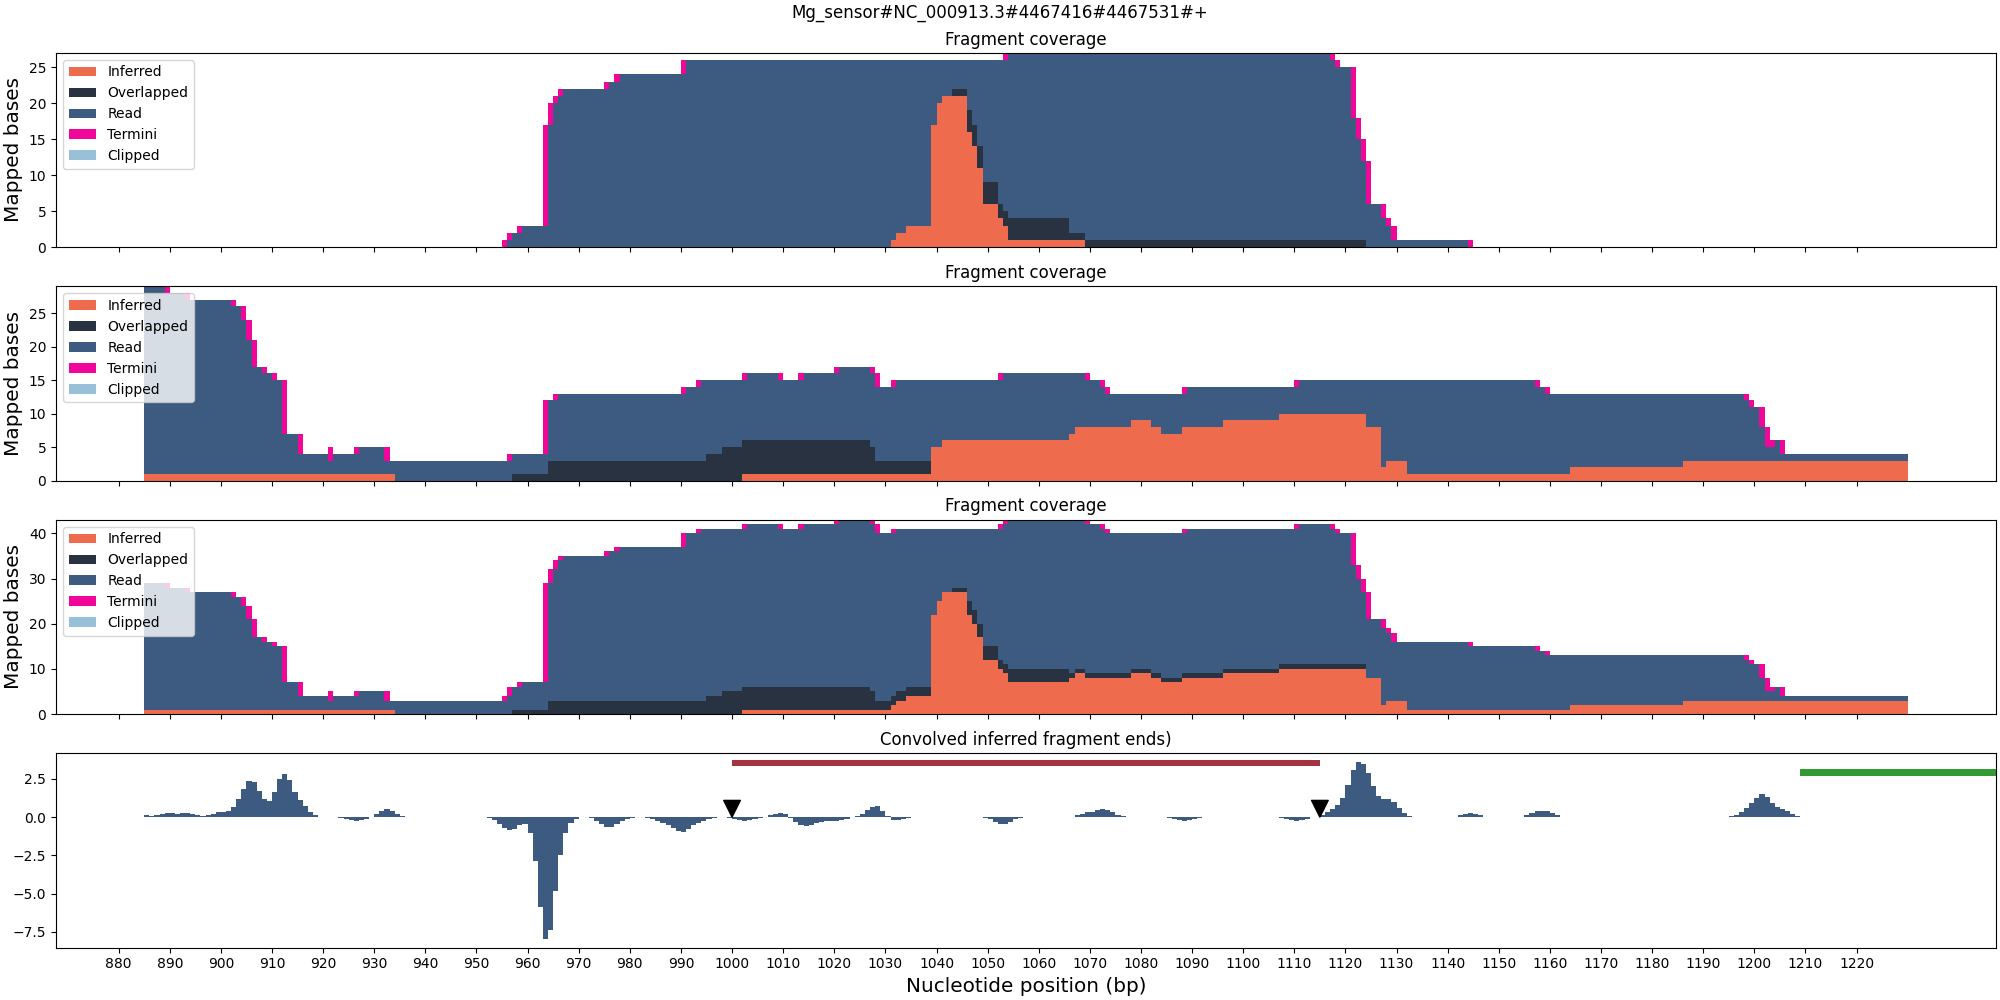 Mg_sensor#NC_000913.3#4467416#4467531#+
Fragment coverage
Mapped bases
25
20
15
10
5
0
Inferred
Overlapped
Read
Termini
Clipped
Fragment coverage
Mapped bases
25
20
15
10
5
0
Inferred
Overlapped
Read
Termini
Clipped
Fragment coverage
Mapped bases
40
30
20
10
0
Inferred
Overlapped
Read
Termini
Clipped
Convolved inferred fragment ends)
2.5
0.0
−2.5
−5.0
−7.5
880 890 900 910 920 930 940 950 960 970 980 990 1000 1010 1020 1030 1040 1050 1060 1070 1080 1090 1100 1110 1120 1130 1140 1150 1160 1170 1180 1190 1200 1210 1220
Nucleotide position (bp)